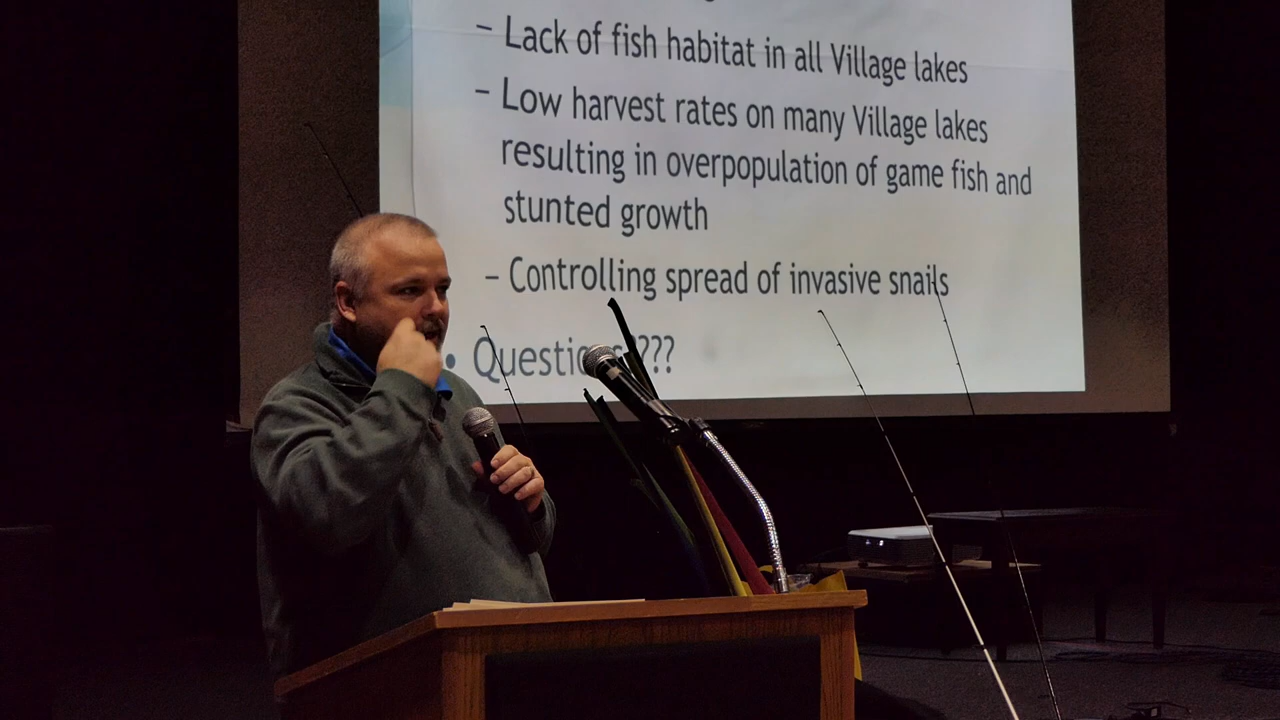 – Lack of fish habitat in all Village lakes
– Low harvest rates on many Village lakes
resulting in overpopulation of game fish and
stunted growth
– Controlling spread of invasive snails
• Questions????